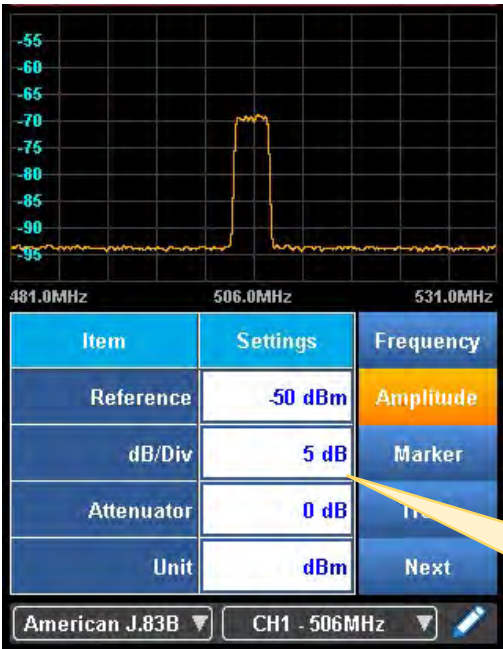 -55
-60
-65
-70
-75
-80
-85
-90
-95
481.0MHz 506.0MHz 531.0MHz
Item Settings Frequency
Reference -50 dBm Amplitude
dB/Div 5 dB Marker
Attenuator 0 dB
Unit dBm Next
American J.83B CH1 - 506MHz